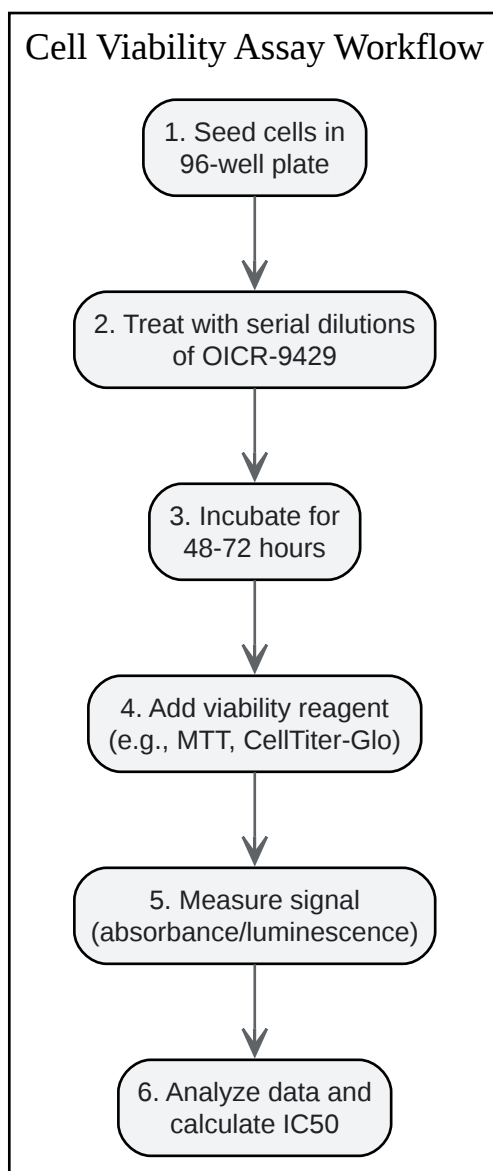 Cell Viability Assay Workflow
1. Seed cells in
96-well plate
2. Treat with serial dilutions
of OICR-9429
3. Incubate for
48-72 hours
4. Add viability reagent
(e.g., MTT, CellTiter-Glo)
5. Measure signal
(absorbance/luminescence)
6. Analyze data and
calculate IC50